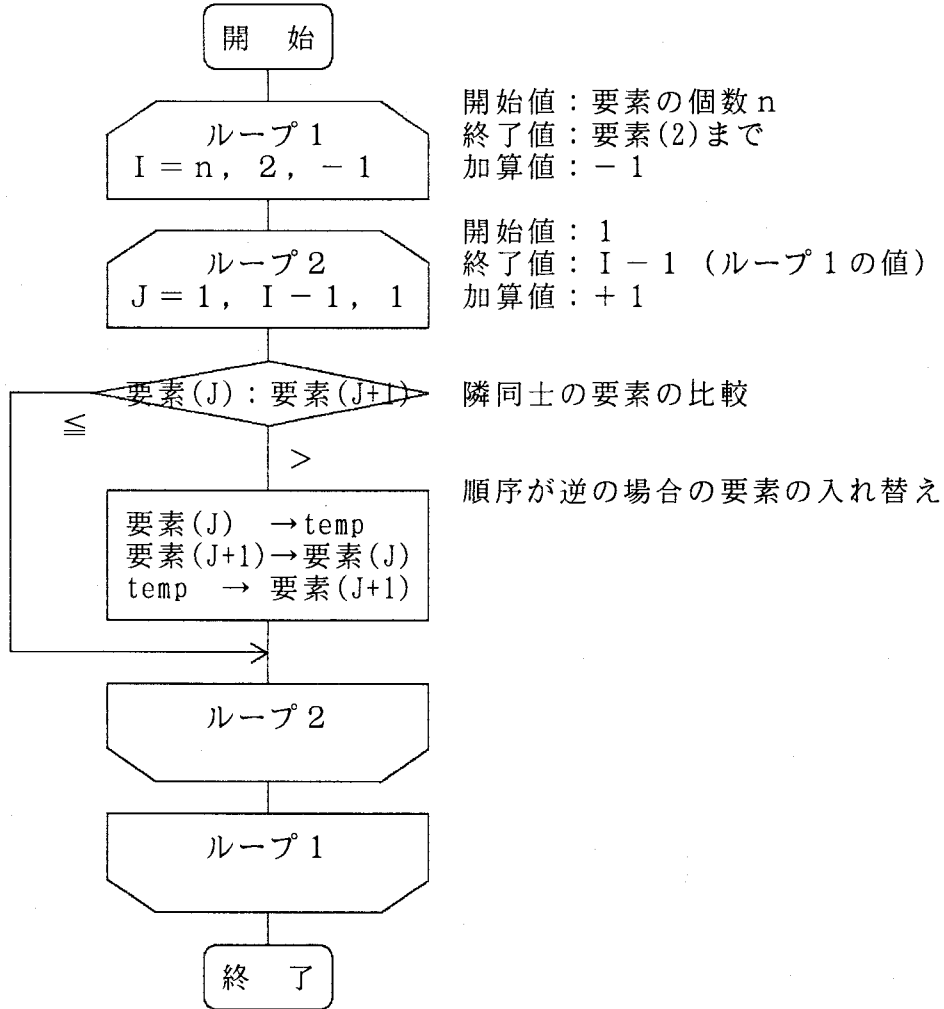 開　始
ループ１
Ｉ＝ｎ，２，－１
開始値：要素の個数ｎ
終了値：要素(2)まで
加算値：－１
ループ２
Ｊ＝１，Ｉ－１，１
開始値：１
終了値：Ｉ－１（ループ１の値）
加算値：＋１
要素(J)：要素(J+1)
隣同士の要素の比較
≦
＞
順序が逆の場合の要素の入れ替え
要素(J)　→temp
要素(J+1)→要素(J)
temp　→ 要素(J+1)
ループ２
ループ１
終　了